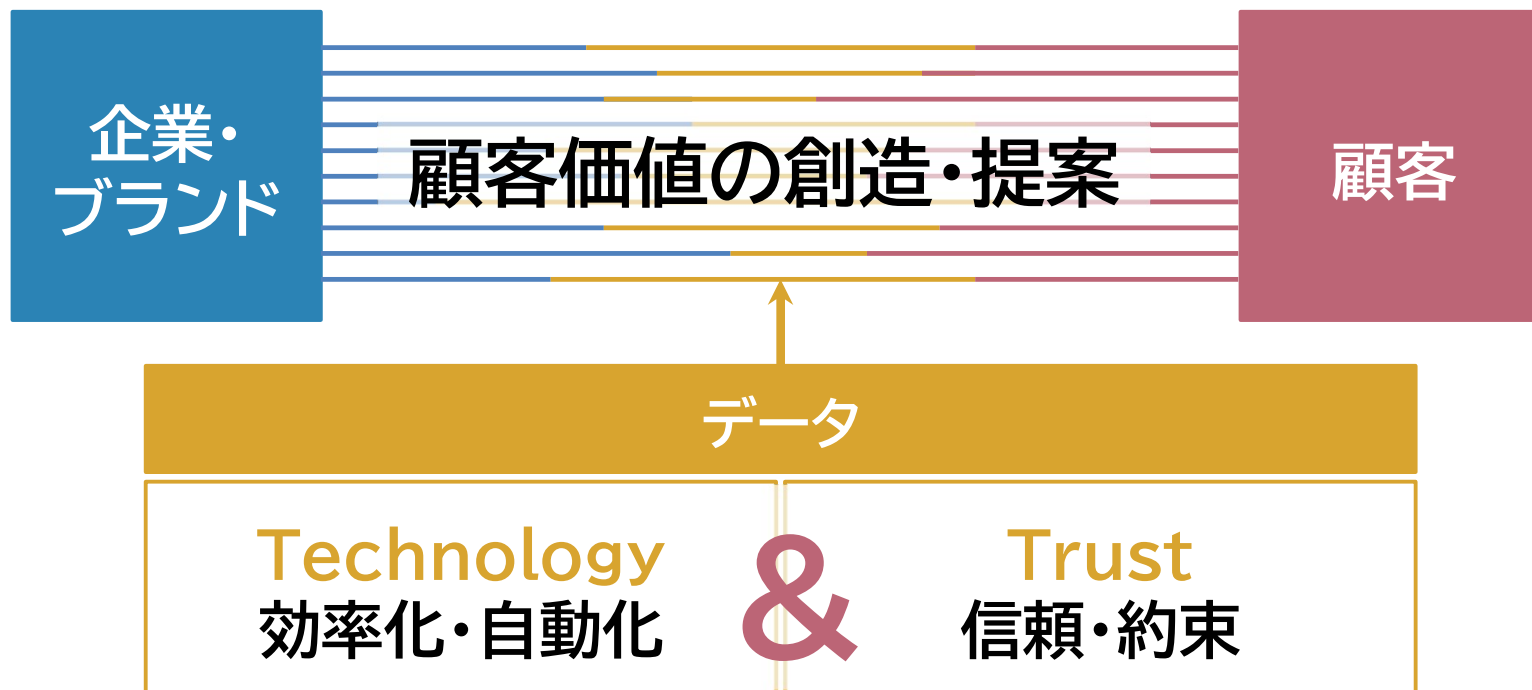 企業・
ブランド
顧客価値の創造・提案
顧客
データ
Technology
効率化・自動化
&
Trust
信頼・約束